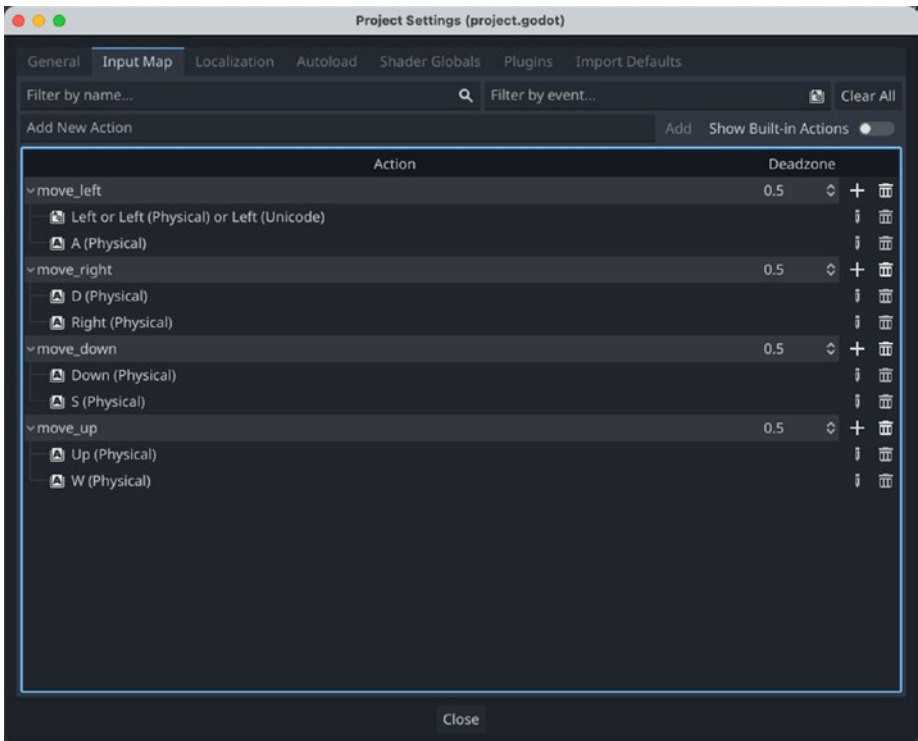 Project Settings (project.godot)
General Input Map Localization Autoload Shader Globals Plugins Import Defaults
Filter by name... Filter by event... Clear All
Add New Action Add Show Built-in Actions
Action Deadzone
move_left 0.5
Left or Left (Physical) or Left (Unicode)
A (Physical)
move_right 0.5
D (Physical)
Right (Physical)
move_down 0.5
Down (Physical)
S (Physical)
move_up 0.5
Up (Physical)
W (Physical)
Close